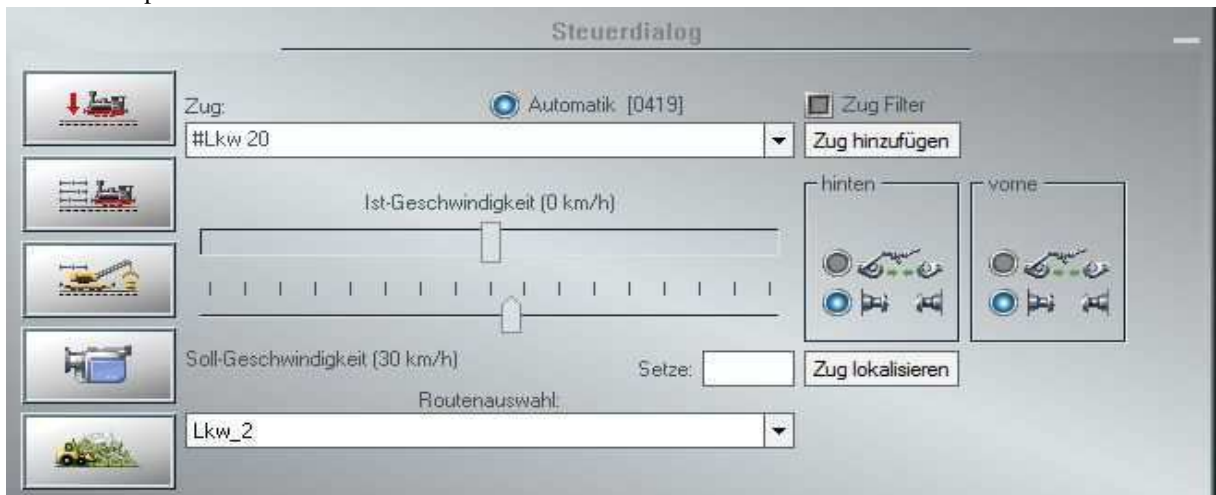 Steuerdialog
Zug: Automatik [0419] Zug Filter
#Lkw 20 Zug hinzufügen
Ist-Geschwindigkeit (0 km/h) hinten vorne
Soll-Geschwindigkeit (30 km/h) Setze: Zug lokalisieren
Routenauswahl:
Lkw_2